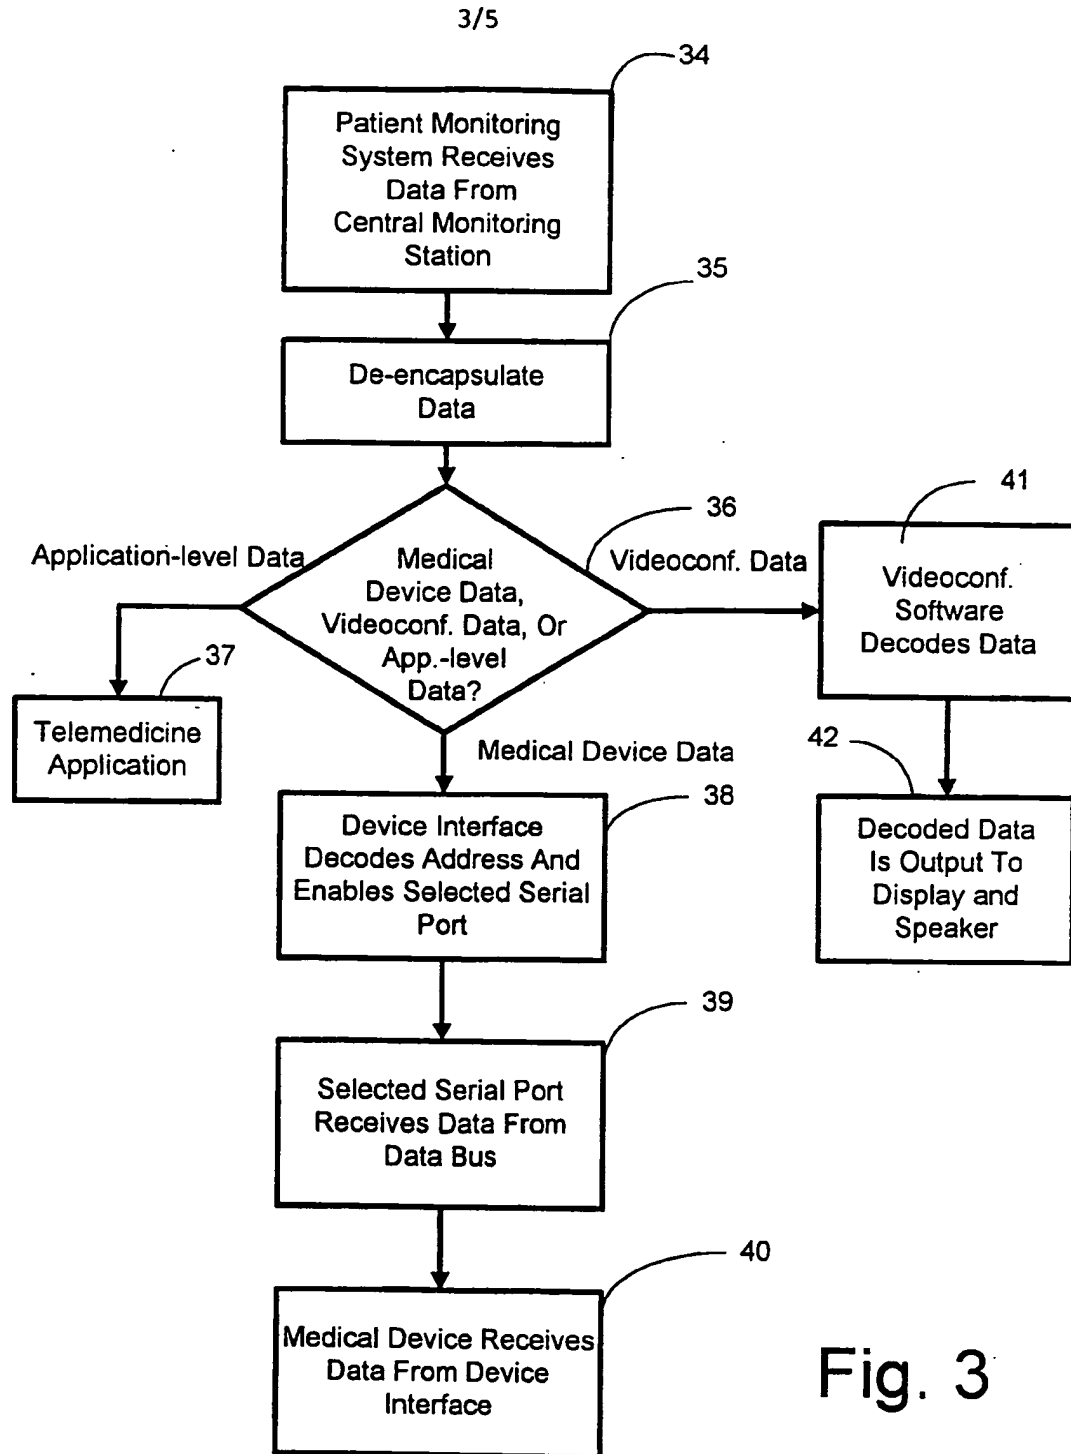 3/5
34
Patient Monitoring
System Receives
Data From
Central Monitoring
Station
35
De-encapsulate
Data
36
Application-level Data
Medical
Device Data,
Videoconf. Data, Or
App.-level
Data?
Videoconf. Data
41
Videoconf.
Software
Decodes Data
37
Telemedicine
Application
Medical Device Data
42
Decoded Data
Is Output To
Display and
Speaker
38
Device Interface
Decodes Address And
Enables Selected Serial
Port
39
Selected Serial Port
Receives Data From
Data Bus
40
Medical Device Receives
Data From Device
Interface
Fig. 3